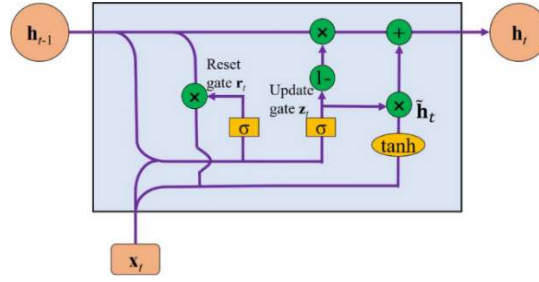 h_{t-1}
×
+
h_t
Reset
gate r_t
×
1-
Update
gate z_t
×
h̃_t
σ
σ
tanh
x_t